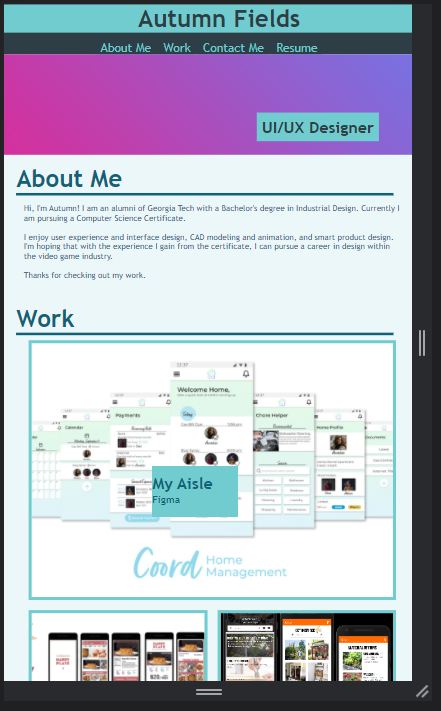 Autumn Fields
About Me Work Contact Me Resume
UI/UX Designer
About Me
Hi, I'm Autumn! I am an alumni of Georgia Tech with a Bachelor's degree in Industrial Design. Currently I
am pursuing a Computer Science Certificate.
I enjoy user experience and interface design, CAD modeling and animation, and smart product design.
I'm hoping that with the experience I gain from the certificate, I can pursue a career in design within
the video game industry.
Thanks for checking out my work.
Work
12:37
Welcome Home,
Payments
Chore Helper
Calendar
Home Profile
Documents
Today
My Aisle
Figma
Coord Home
Management